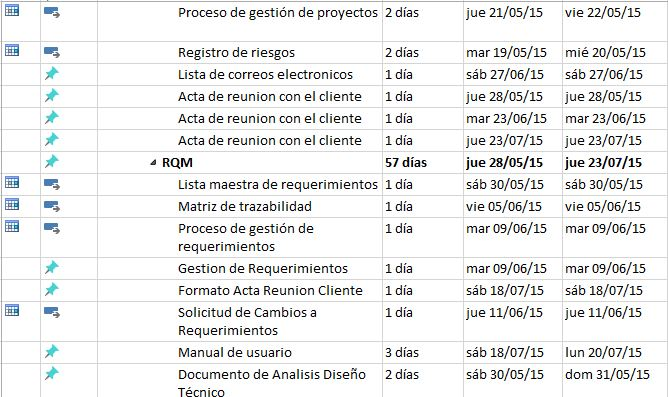 Proceso de gestión de proyectos 2 días jue 21/05/15 vie 22/05/15
Registro de riesgos 2 días mar 19/05/15 mié 20/05/15
Lista de correos electronicos 1 día sáb 27/06/15 sáb 27/06/15
Acta de reunion con el cliente 1 día jue 28/05/15 jue 28/05/15
Acta de reunion con el cliente 1 día mar 23/06/15 mar 23/06/15
Acta de reunion con el cliente 1 día jue 23/07/15 jue 23/07/15
RQM 57 días jue 28/05/15 jue 23/07/15
Lista maestra de requerimientos 1 día sáb 30/05/15 sáb 30/05/15
Matriz de trazabilidad 1 día vie 05/06/15 vie 05/06/15
Proceso de gestión de 1 día mar 09/06/15 mar 09/06/15
requerimientos
Gestion de Requerimientos 1 día mar 09/06/15 mar 09/06/15
Formato Acta Reunion Cliente 1 día sáb 18/07/15 sáb 18/07/15
Solicitud de Cambios a 1 día jue 11/06/15 jue 11/06/15
Requerimientos
Manual de usuario 3 días sáb 18/07/15 lun 20/07/15
Documento de Analisis Diseño 2 días sáb 30/05/15 dom 31/05/15
Técnico